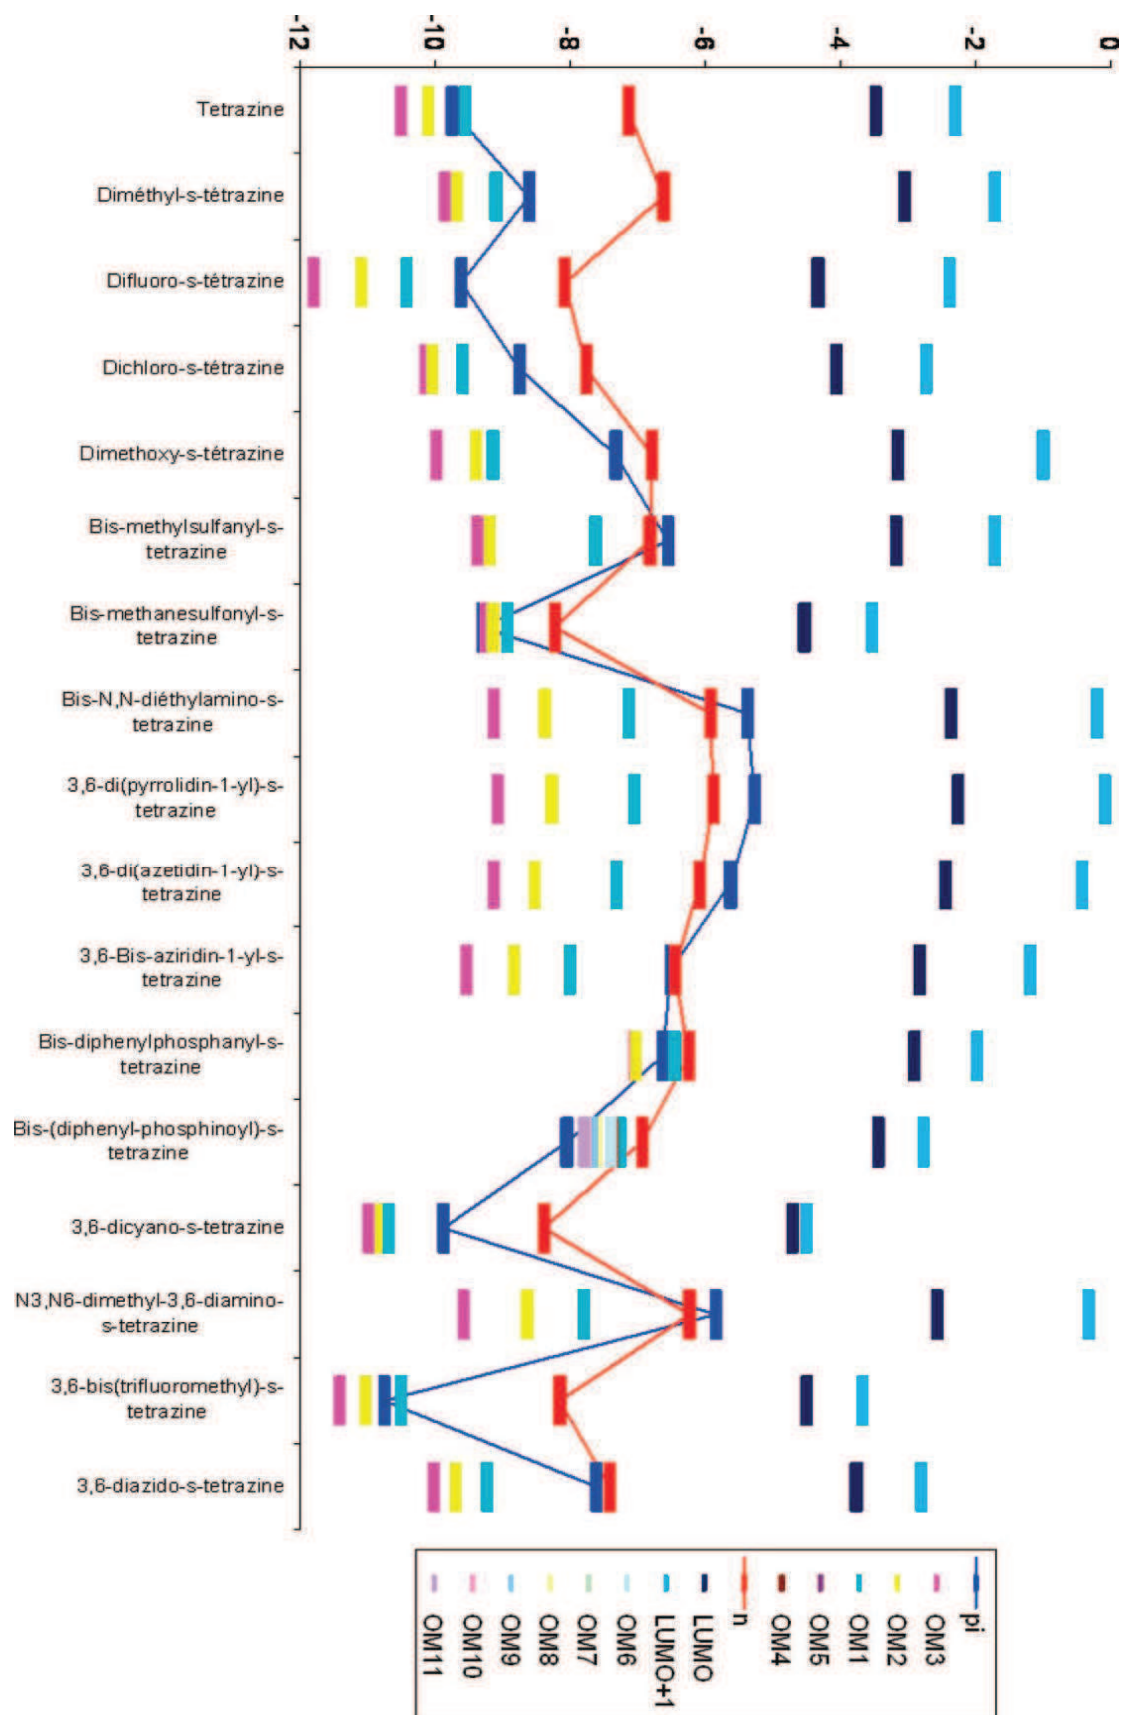 -12
-10
-8
-6
-4
-2
0
Tetrazine
Diméthyl-s-tétrazine
Difluoro-s-tétrazine
Dichloro-s-tétrazine
Dimethoxy-s-tétrazine
Bis-methylsulfanyl-s-
tetrazine
Bis-methanesulfonyl-s-
tetrazine
Bis-N,N-diéthylamino-s-
tetrazine
3,6-di(pyrrolidin-1-yl)-s-
tetrazine
3,6-di(azetidin-1-yl)-s-
tetrazine
3,6-Bis-aziridin-1-yl-s-
tetrazine
Bis-diphenylphosphanyl-s-
tetrazine
Bis-(diphenyl-phosphinoyl)-s-
tetrazine
3,6-dicyano-s-tetrazine
N3,N6-dimethyl-3,6-diamino-
s-tetrazine
3,6-bis(trifluoromethyl)-s-
tetrazine
3,6-diazido-s-tetrazine
pi
OM3
OM2
OM1
OM5
OM4
n
LUMO
LUMO+1
OM6
OM7
OM8
OM9
OM10
OM11